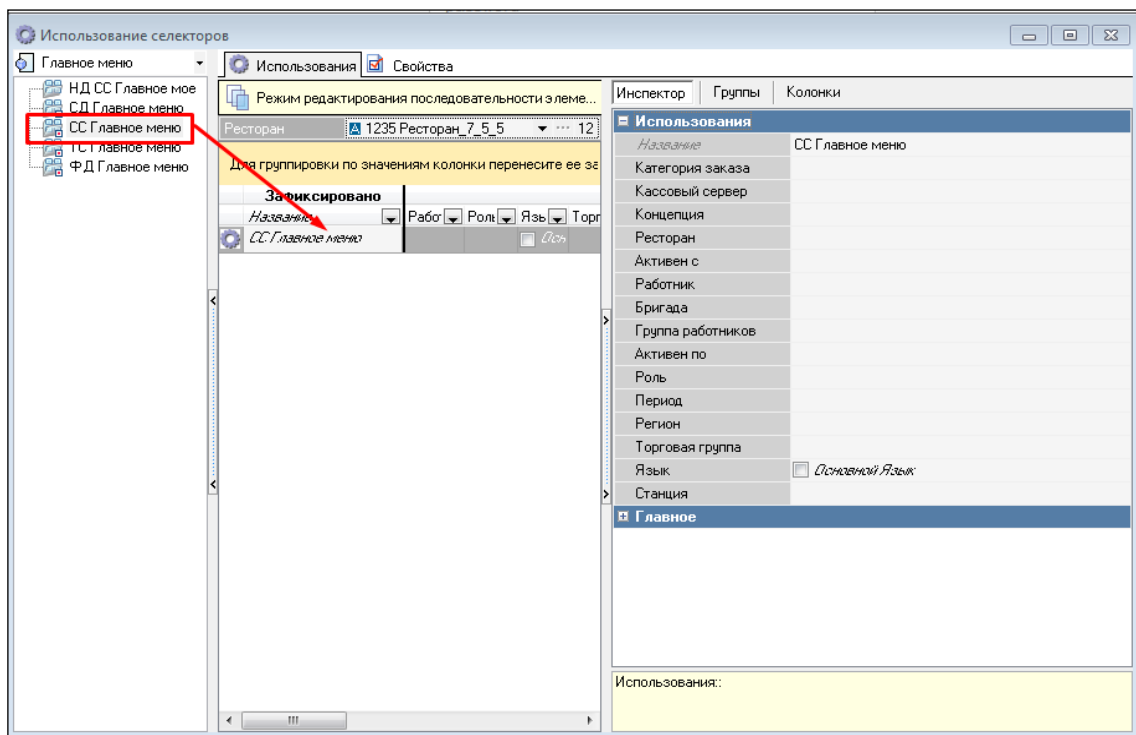 Использование селекторов
Главное меню
Использования Свойства
НД СС Главное мое
СД Главное меню
СС Главное меню
ТС Главное меню
ФД Главное меню
Режим редактирования последовательности элеме...
Ресторан 1235 Ресторан_7_5_5 12
Для группировки по значениям колонки перенесите ее за
Зафиксировано
Название Рабо Роль Язы Торг
СС Главное меню Осн
Инспектор Группы Колонки
Использования
Название СС Главное меню
Категория заказа
Кассовый сервер
Концепция
Ресторан
Активен с
Работник
Бригада
Группа работников
Активен по
Роль
Период
Регион
Торговая группа
Язык Основной Язык
Станция
Главное
Использования::